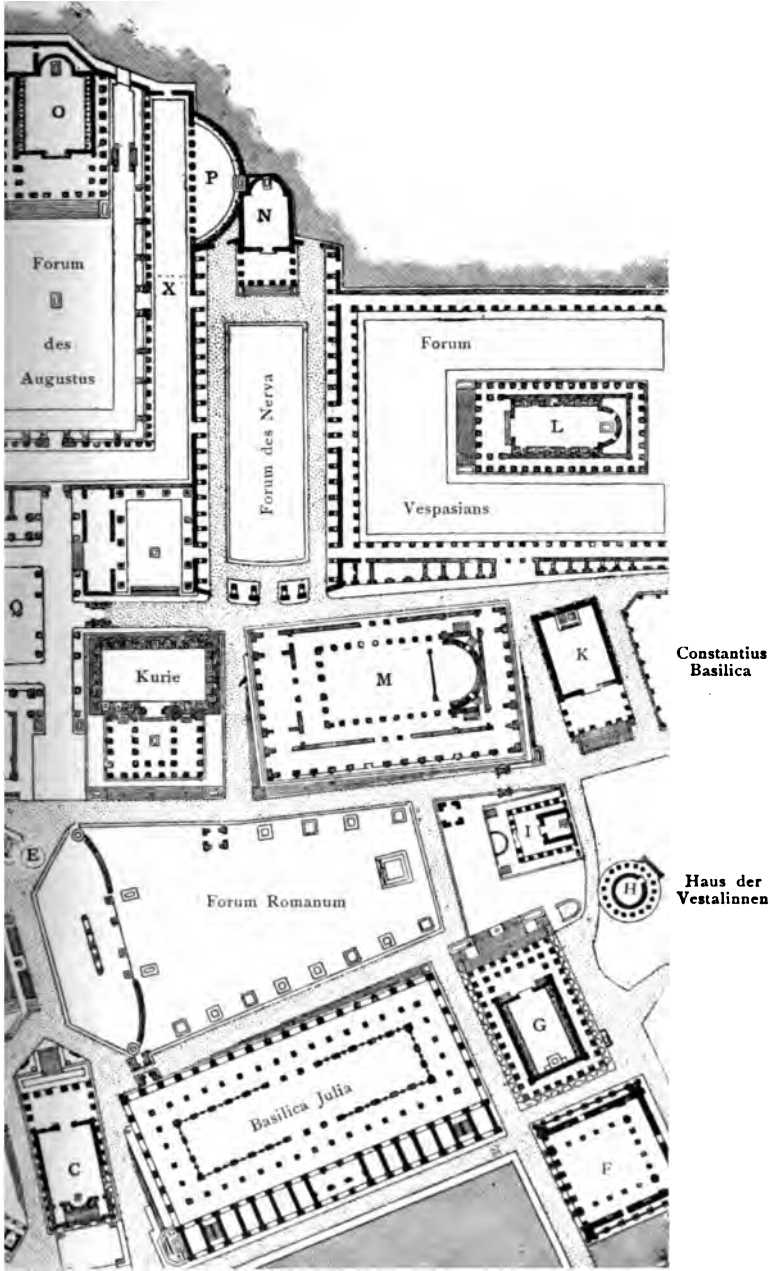 O
P
N
Forum
X
des
Augustus
Forum
L
Forum des Nerva
Vespasians
Q
K
Constantius
Basilica
Kurie
M
I
E
Forum Romanum
H
Haus der
Vestalinnen
G
Basilica Julia
C
F